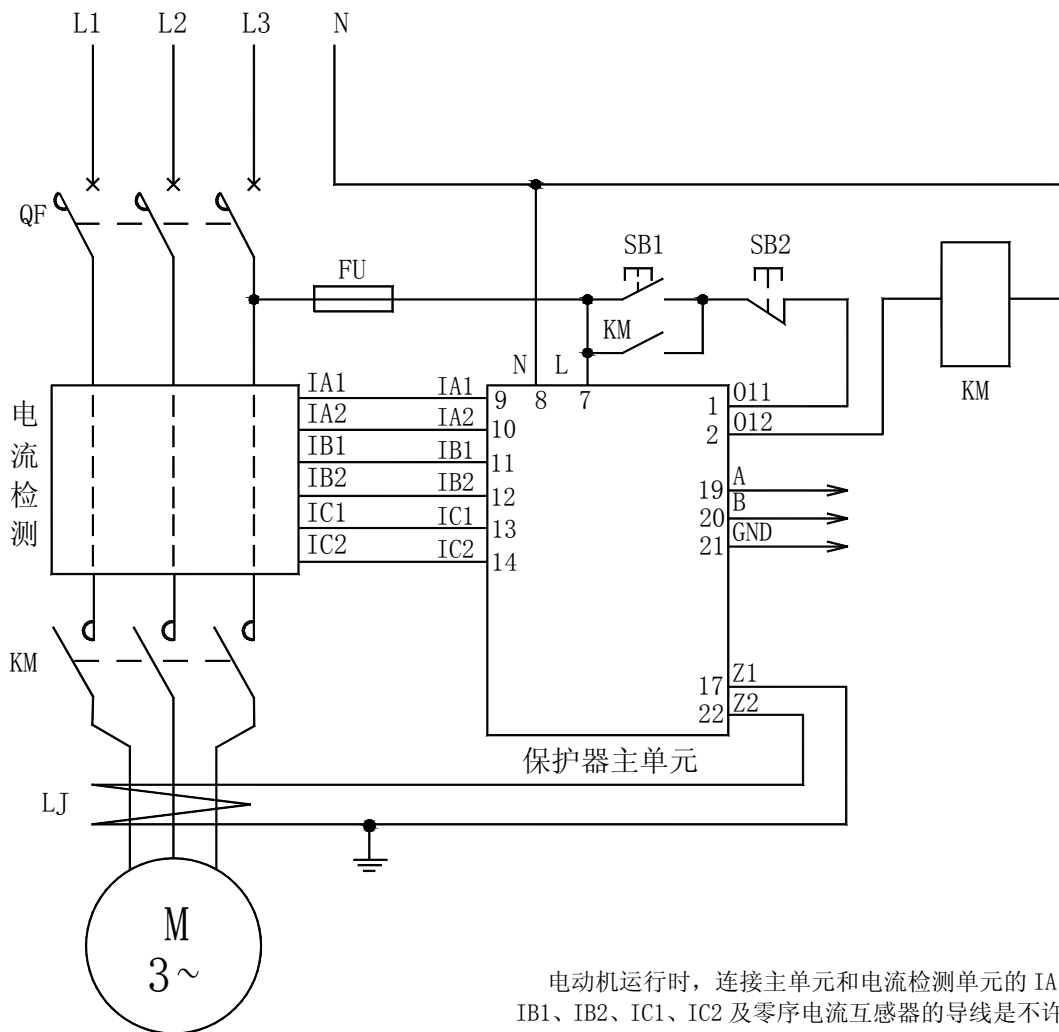 L1 L2 L3 N
QF
FU
SB1 SB2
KM
KM
N L
8 7
电流检测
IA1 IA1 9
IA2 IA2 10
IB1 IB1 11
IB2 IB2 12
IC1 IC1 13
IC2 IC2 14
1 011
2 012
19 A
20 B
21 GND
KM
17 Z1
22 Z2
保护器主单元
LJ
M
3~
电动机运行时，连接主单元和电流检测单元的 IA
IB1、IB2、IC1、IC2 及零序电流互感器的导线是不许